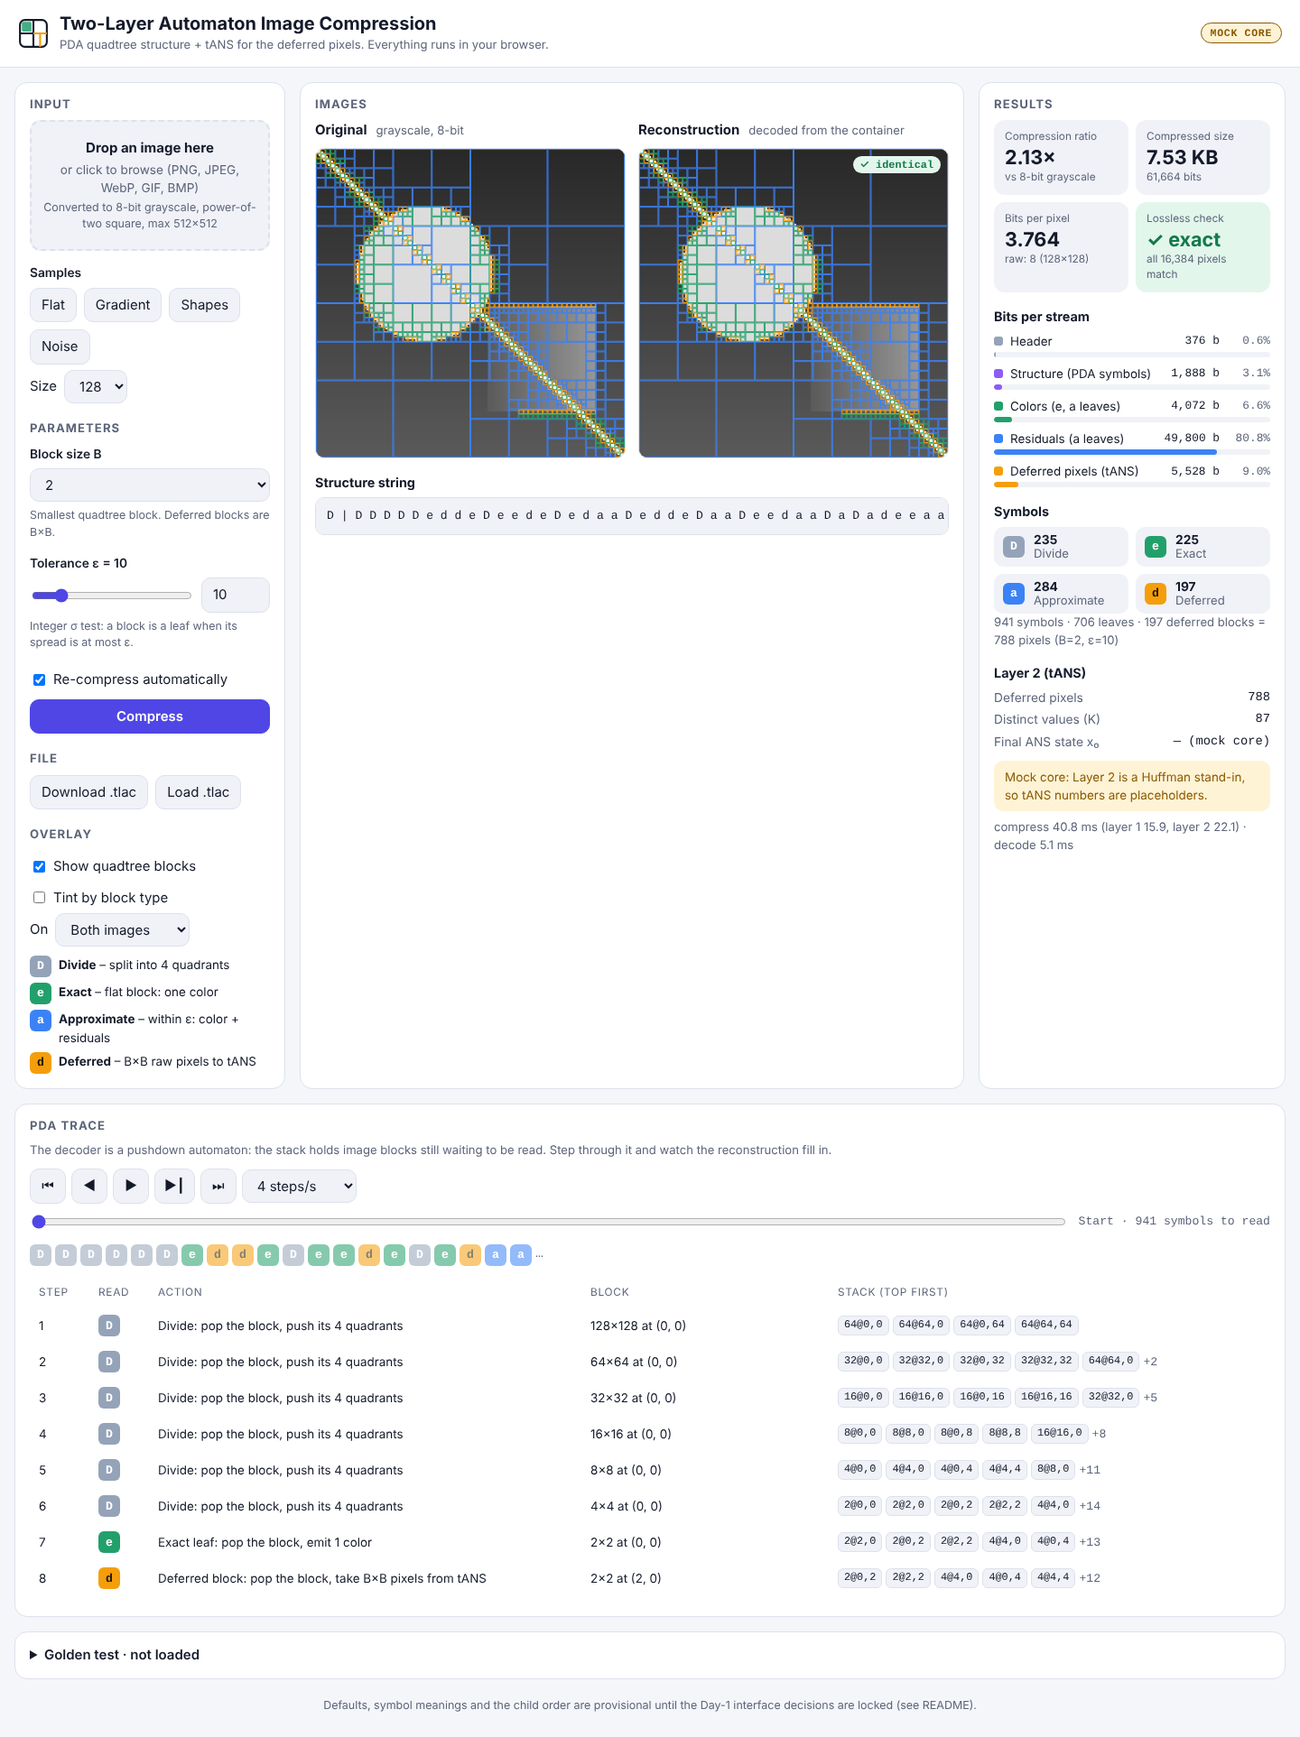 Two-Layer Automaton Image Compression
PDA quadtree structure + tANS for the deferred pixels. Everything runs in your browser.
MOCK CORE
INPUT
Drop an image here
or click to browse (PNG, JPEG,
WebP, GIF, BMP)
Converted to 8-bit grayscale, power-of-
two square, max 512×512
Samples
Flat
Gradient
Shapes
Noise
Size 128
PARAMETERS
Block size B
2
Smallest quadtree block. Deferred blocks are
B×B.
Tolerance ε = 10
10
Integer σ test: a block is a leaf when its
spread is at most ε.
Re-compress automatically
Compress
FILE
Download .tlac
Load .tlac
OVERLAY
Show quadtree blocks
Tint by block type
On Both images
D Divide – split into 4 quadrants
e Exact – flat block: one color
a Approximate – within ε: color +
residuals
d Deferred – B×B raw pixels to tANS
IMAGES
Original grayscale, 8-bit
Reconstruction decoded from the container
✓ identical
Structure string
D | D D D D D e d d e D e e d e D e d a a D e d d e D a a D e e d a a D a D a d e e a a
RESULTS
Compression ratio
2.13×
vs 8-bit grayscale
Compressed size
7.53 KB
61,664 bits
Bits per pixel
3.764
raw: 8 (128×128)
Lossless check
✓ exact
all 16,384 pixels
match
Bits per stream
Header 376 b 0.6%
Structure (PDA symbols) 1,888 b 3.1%
Colors (e, a leaves) 4,072 b 6.6%
Residuals (a leaves) 49,800 b 80.8%
Deferred pixels (tANS) 5,528 b 9.0%
Symbols
D 235 Divide
e 225 Exact
a 284 Approximate
d 197 Deferred
941 symbols · 706 leaves · 197 deferred blocks =
788 pixels (B=2, ε=10)
Layer 2 (tANS)
Deferred pixels 788
Distinct values (K) 87
Final ANS state x₀ — (mock core)
Mock core: Layer 2 is a Huffman stand-in,
so tANS numbers are placeholders.
compress 40.8 ms (layer 1 15.9, layer 2 22.1) ·
decode 5.1 ms
PDA TRACE
The decoder is a pushdown automaton: the stack holds image blocks still waiting to be read. Step through it and watch the reconstruction fill in.
4 steps/s
Start · 941 symbols to read
D D D D D D e d d e D e e d e D e d a a …
STEP READ ACTION BLOCK STACK (TOP FIRST)
1 D Divide: pop the block, push its 4 quadrants 128×128 at (0, 0) 64@0,0 64@64,0 64@0,64 64@64,64
2 D Divide: pop the block, push its 4 quadrants 64×64 at (0, 0) 32@0,0 32@32,0 32@0,32 32@32,32 64@64,0 +2
3 D Divide: pop the block, push its 4 quadrants 32×32 at (0, 0) 16@0,0 16@16,0 16@0,16 16@16,16 32@32,0 +5
4 D Divide: pop the block, push its 4 quadrants 16×16 at (0, 0) 8@0,0 8@8,0 8@0,8 8@8,8 16@16,0 +8
5 D Divide: pop the block, push its 4 quadrants 8×8 at (0, 0) 4@0,0 4@4,0 4@0,4 4@4,4 8@8,0 +11
6 D Divide: pop the block, push its 4 quadrants 4×4 at (0, 0) 2@0,0 2@2,0 2@0,2 2@2,2 4@4,0 +14
7 e Exact leaf: pop the block, emit 1 color 2×2 at (0, 0) 2@2,0 2@0,2 2@2,2 4@4,0 4@0,4 +13
8 d Deferred block: pop the block, take B×B pixels from tANS 2×2 at (2, 0) 2@0,2 2@2,2 4@4,0 4@0,4 4@4,4 +12
Golden test · not loaded
Defaults, symbol meanings and the child order are provisional until the Day-1 interface decisions are locked (see README).